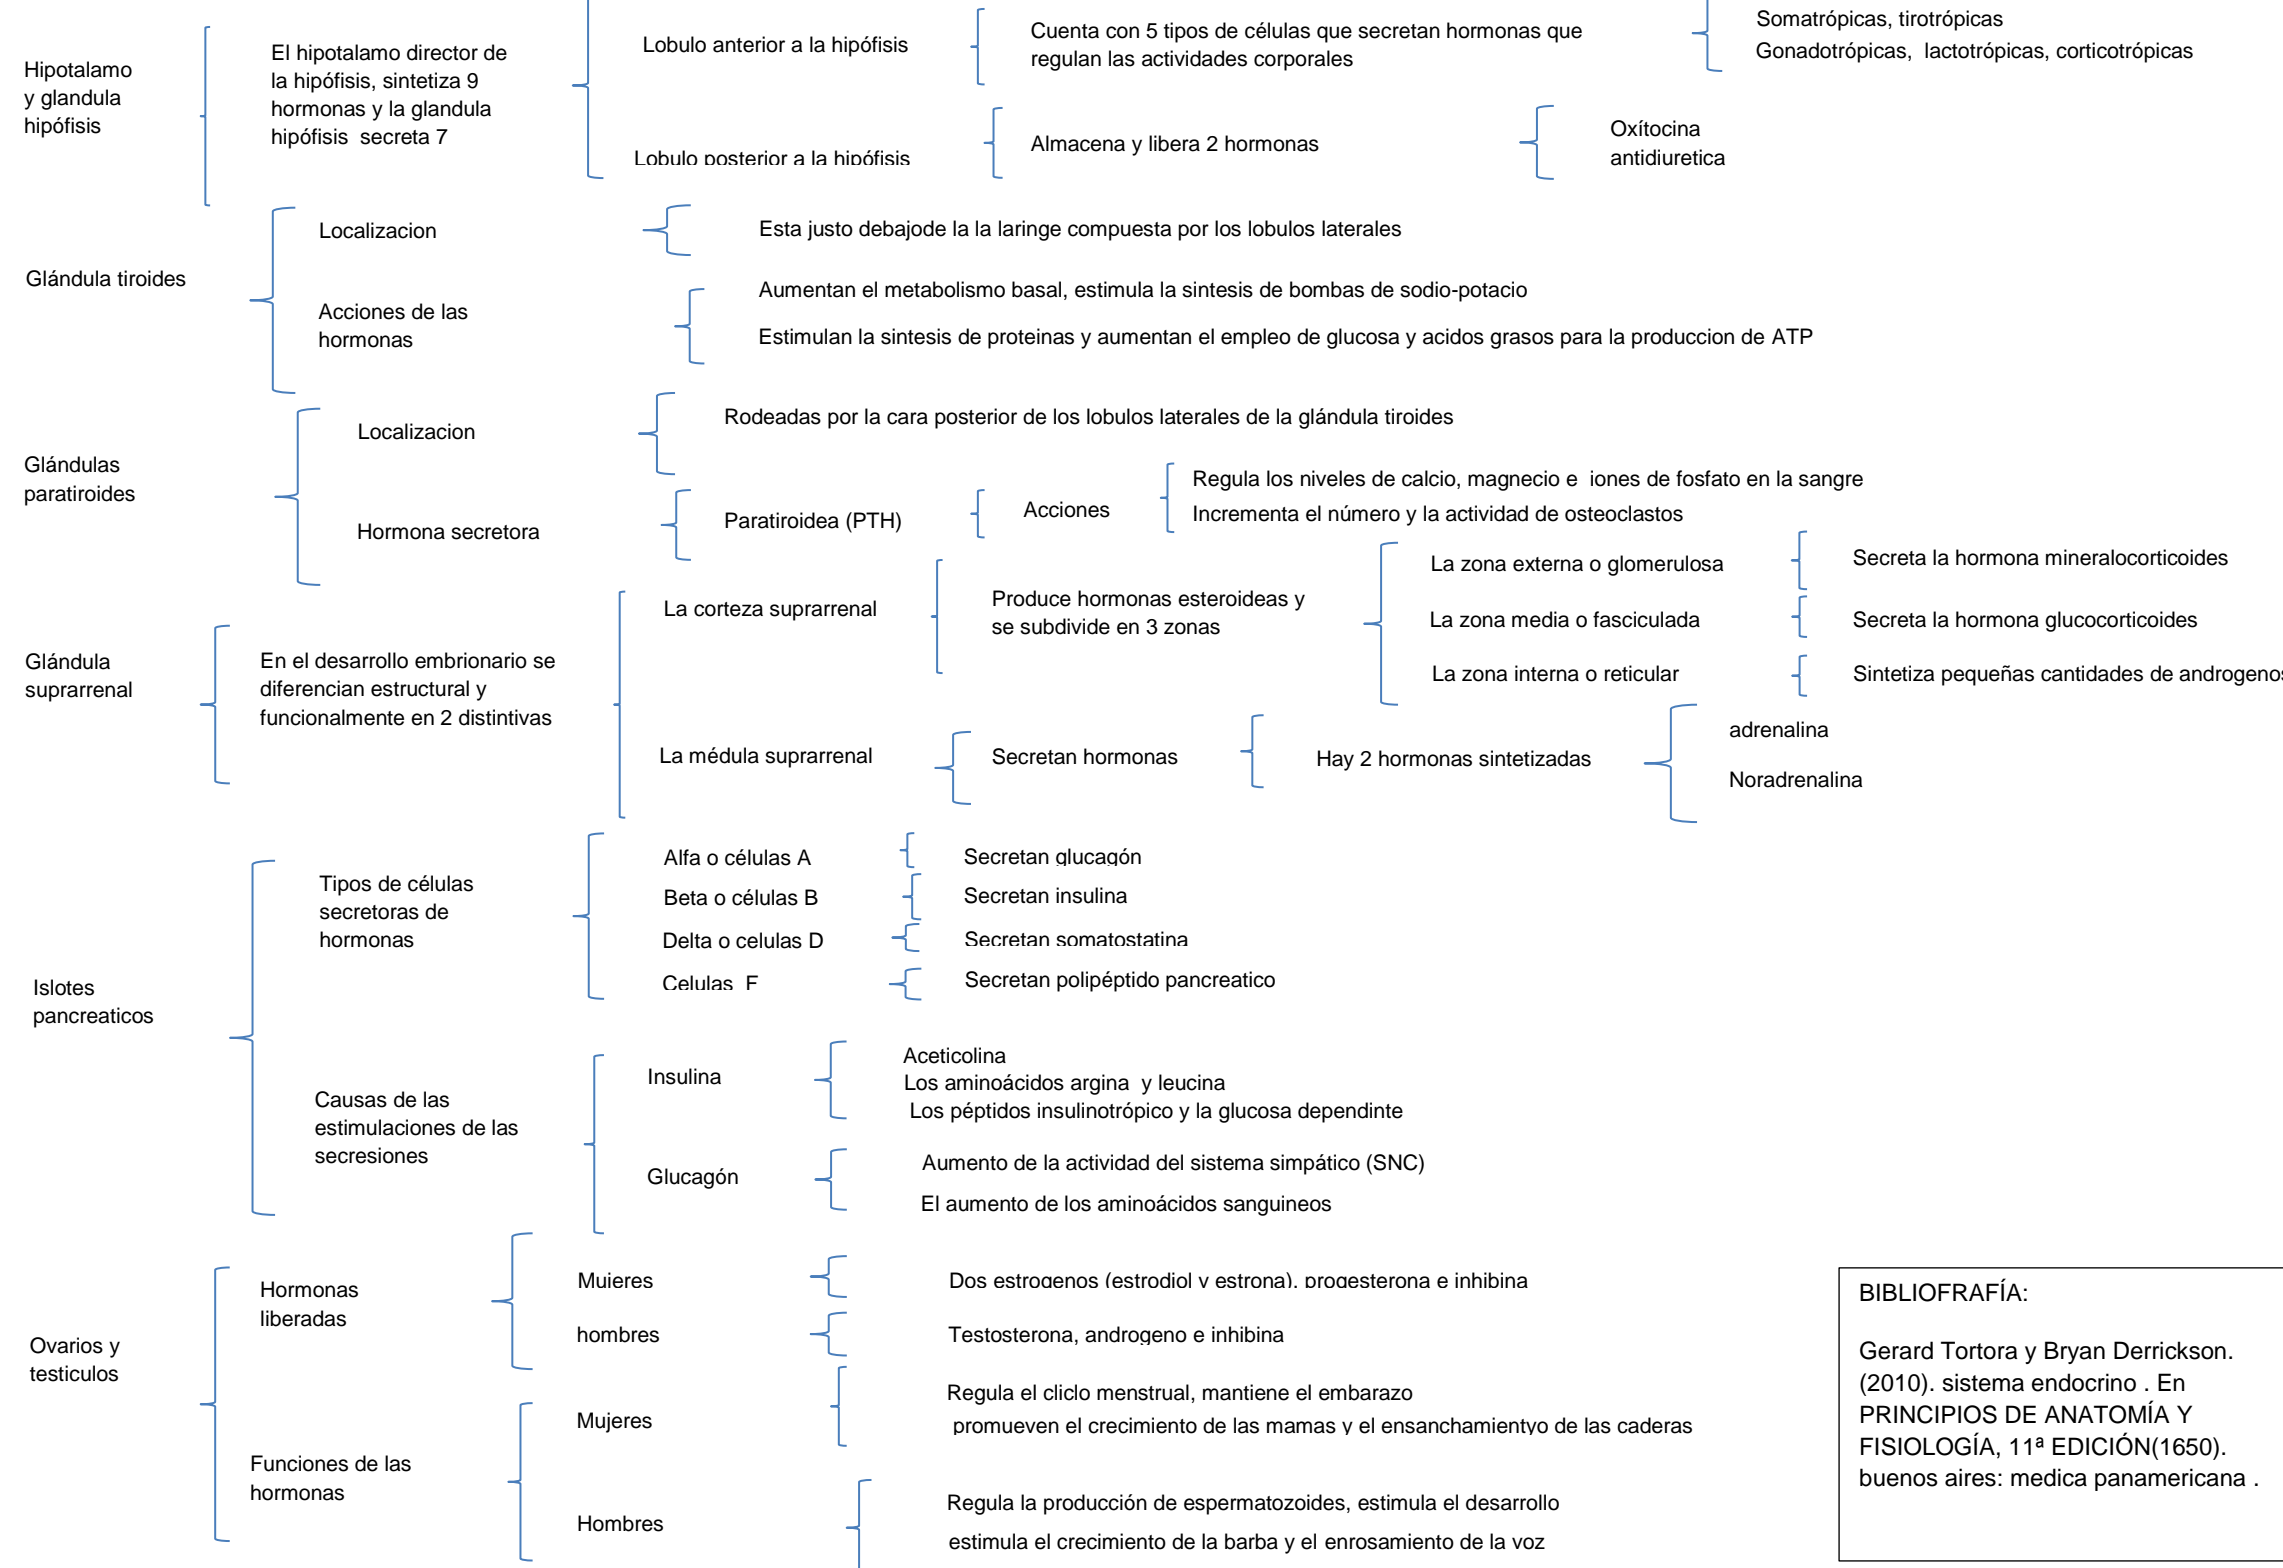 Hipotalamo
y glandula
hipófisis
El hipotalamo director de
la hipófisis, sintetiza 9
hormonas y la glandula
hipófisis secreta 7
Lobulo anterior a la hipófisis
Cuenta con 5 tipos de células que secretan hormonas que
regulan las actividades corporales
Somatrópicas, tirotrópicas
Gonadotrópicas, lactotrópicas, corticotrópicas
Lobulo posterior a la hipófisis
Almacena y libera 2 hormonas
Oxítocina
antidiuretica
Glándula tiroides
Localizacion
Esta justo debajode la la laringe compuesta por los lobulos laterales
Acciones de las
hormonas
Aumentan el metabolismo basal, estimula la sintesis de bombas de sodio-potacio
Estimulan la sintesis de proteinas y aumentan el empleo de glucosa y acidos grasos para la produccion de ATP
Glándulas
paratiroides
Localizacion
Rodeadas por la cara posterior de los lobulos laterales de la glándula tiroides
Hormona secretora
Paratiroidea (PTH)
Acciones
Regula los niveles de calcio, magnecio e iones de fosfato en la sangre
Incrementa el número y la actividad de osteoclastos
Glándula
suprarrenal
En el desarrollo embrionario se
diferencian estructural y
funcionalmente en 2 distintivas
La corteza suprarrenal
Produce hormonas esteroideas y
se subdivide en 3 zonas
La zona externa o glomerulosa
Secreta la hormona mineralocorticoides
La zona media o fasciculada
Secreta la hormona glucocorticoides
La zona interna o reticular
Sintetiza pequeñas cantidades de androgenos
La médula suprarrenal
Secretan hormonas
Hay 2 hormonas sintetizadas
adrenalina
Noradrenalina
Islotes
pancreaticos
Tipos de células
secretoras de
hormonas
Alfa o células A
Secretan glucagón
Beta o células B
Secretan insulina
Delta o celulas D
Secretan somatostatina
Celulas F
Secretan polipéptido pancreatico
Causas de las
estimulaciones de las
secresiones
Insulina
Aceticolina
Los aminoácidos argina y leucina
Los péptidos insulinotrópico y la glucosa dependinte
Glucagón
Aumento de la actividad del sistema simpático (SNC)
El aumento de los aminoácidos sanguineos
Ovarios y
testiculos
Hormonas
liberadas
Mujeres
Dos estrogenos (estrodiol y estrona), progesterona e inhibina
hombres
Testosterona, androgeno e inhibina
Funciones de las
hormonas
Mujeres
Regula el cliclo menstrual, mantiene el embarazo
promueven el crecimiento de las mamas y el ensanchamientyo de las caderas
Hombres
Regula la producción de espermatozoides, estimula el desarrollo
estimula el crecimiento de la barba y el enrosamiento de la voz
BIBLIOFRAFÍA:
Gerard Tortora y Bryan Derrickson.
(2010). sistema endocrino . En
PRINCIPIOS DE ANATOMÍA Y
FISIOLOGÍA, 11ª EDICIÓN(1650).
buenos aires: medica panamericana .